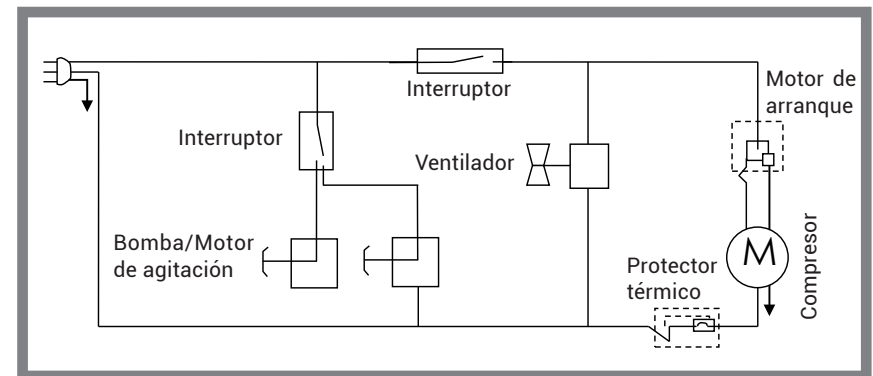 Interruptor
Motor de
arranque
Interruptor
Ventilador
Bomba/Motor
de agitación
Protector
térmico
M
Compresor